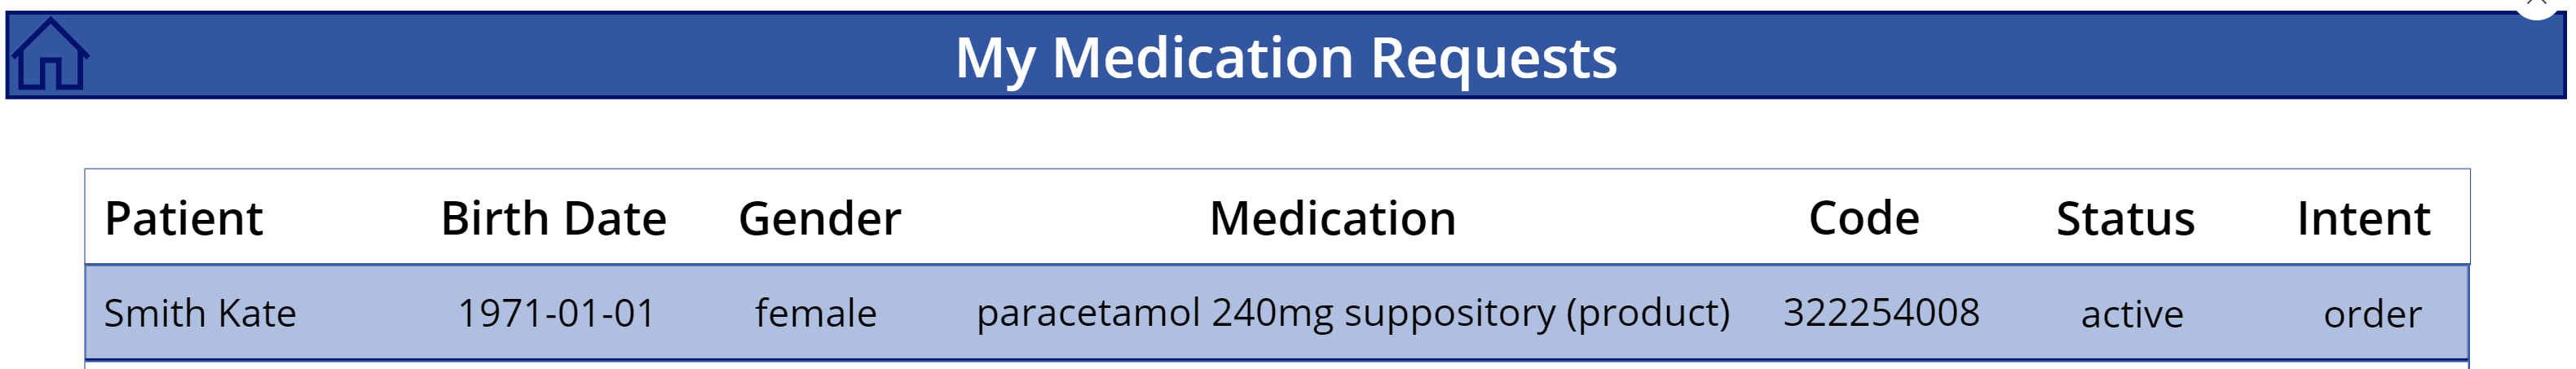 My Medication Requests
Patient Birth Date Gender Medication Code Status Intent
Smith Kate 1971-01-01 female paracetamol 240mg suppository (product) 322254008 active order